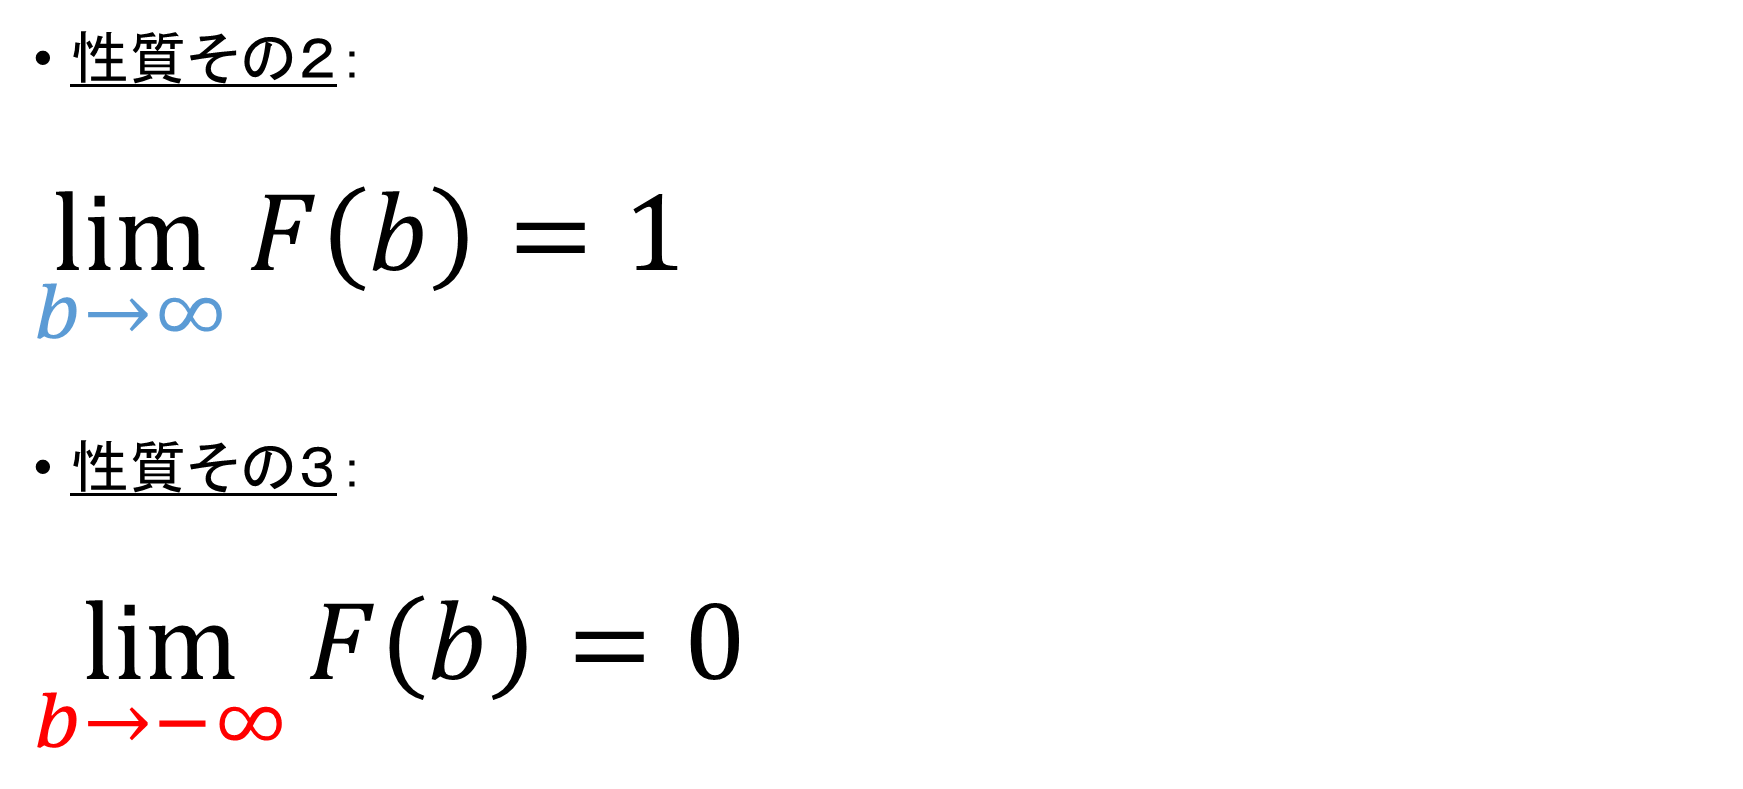 • 性質その２:
lim F(b) = 1
b→∞
• 性質その３:
lim F(b) = 0
b→−∞